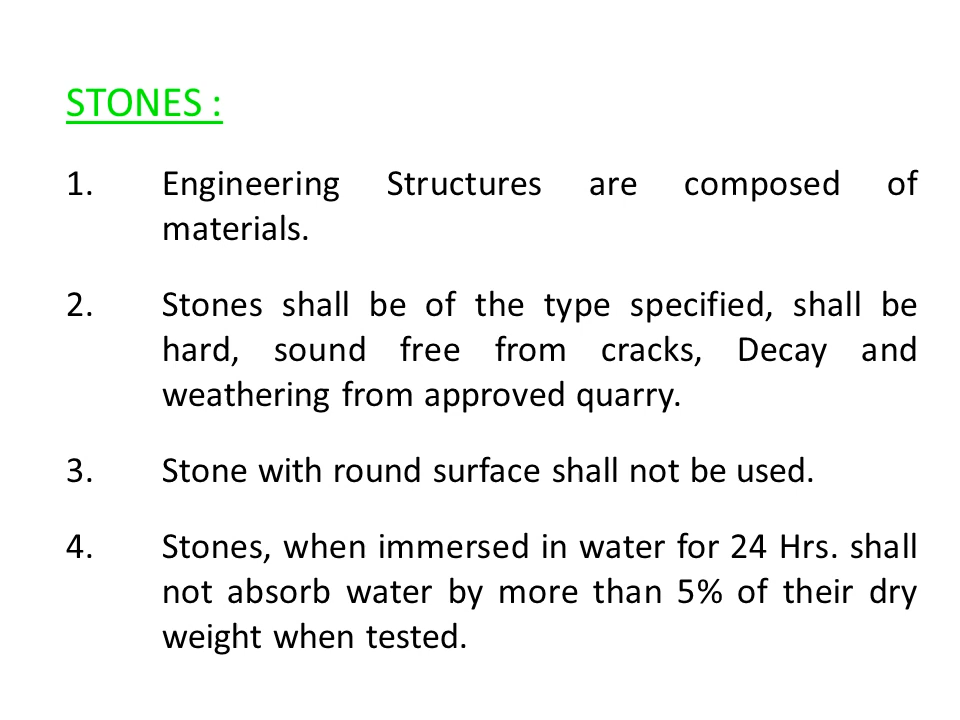 STONES :
1. Engineering Structures are composed of
materials.
2. Stones shall be of the type specified, shall be
hard, sound free from cracks, Decay and
weathering from approved quarry.
3. Stone with round surface shall not be used.
4. Stones, when immersed in water for 24 Hrs. shall
not absorb water by more than 5% of their dry
weight when tested.